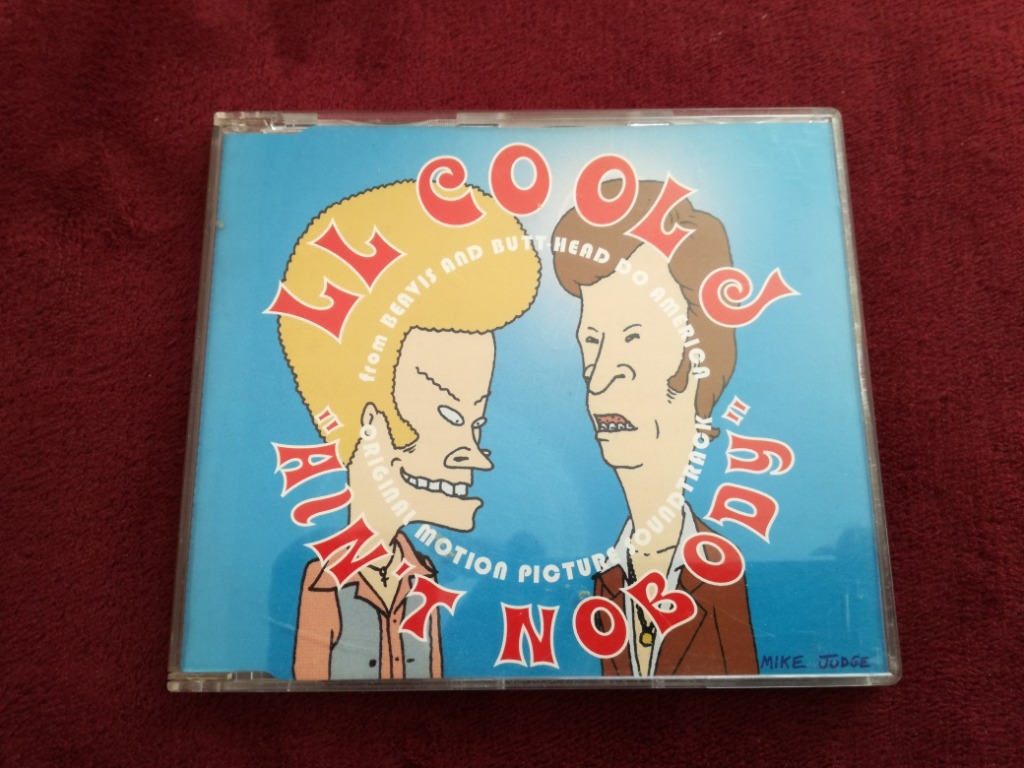 LL COOL J
from BEAVIS AND BUTT-HEAD DO AMERICA
ORIGINAL MOTION PICTURE SOUNDTRACK
"AIN'T NOBODY"
MIKE JUDGE